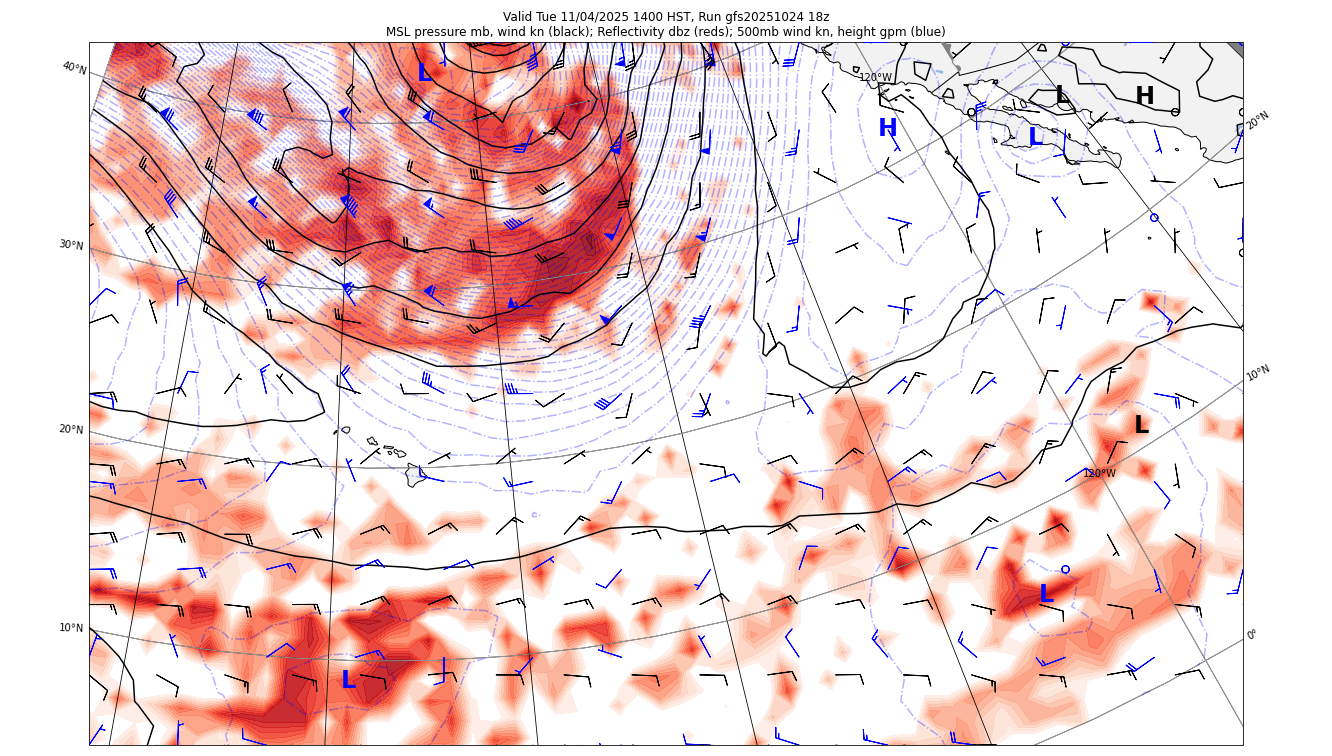 Valid Tue 11/04/2025 1400 HST, Run gfs20251024 18z
MSL pressure mb, wind kn (black); Reflectivity dbz (reds); 500mb wind kn, height gpm (blue)
40°N
L
120°W
L
H
H
L
20°N
30°N
10°N
20°N
L
120°W
L
10°N
0°
L